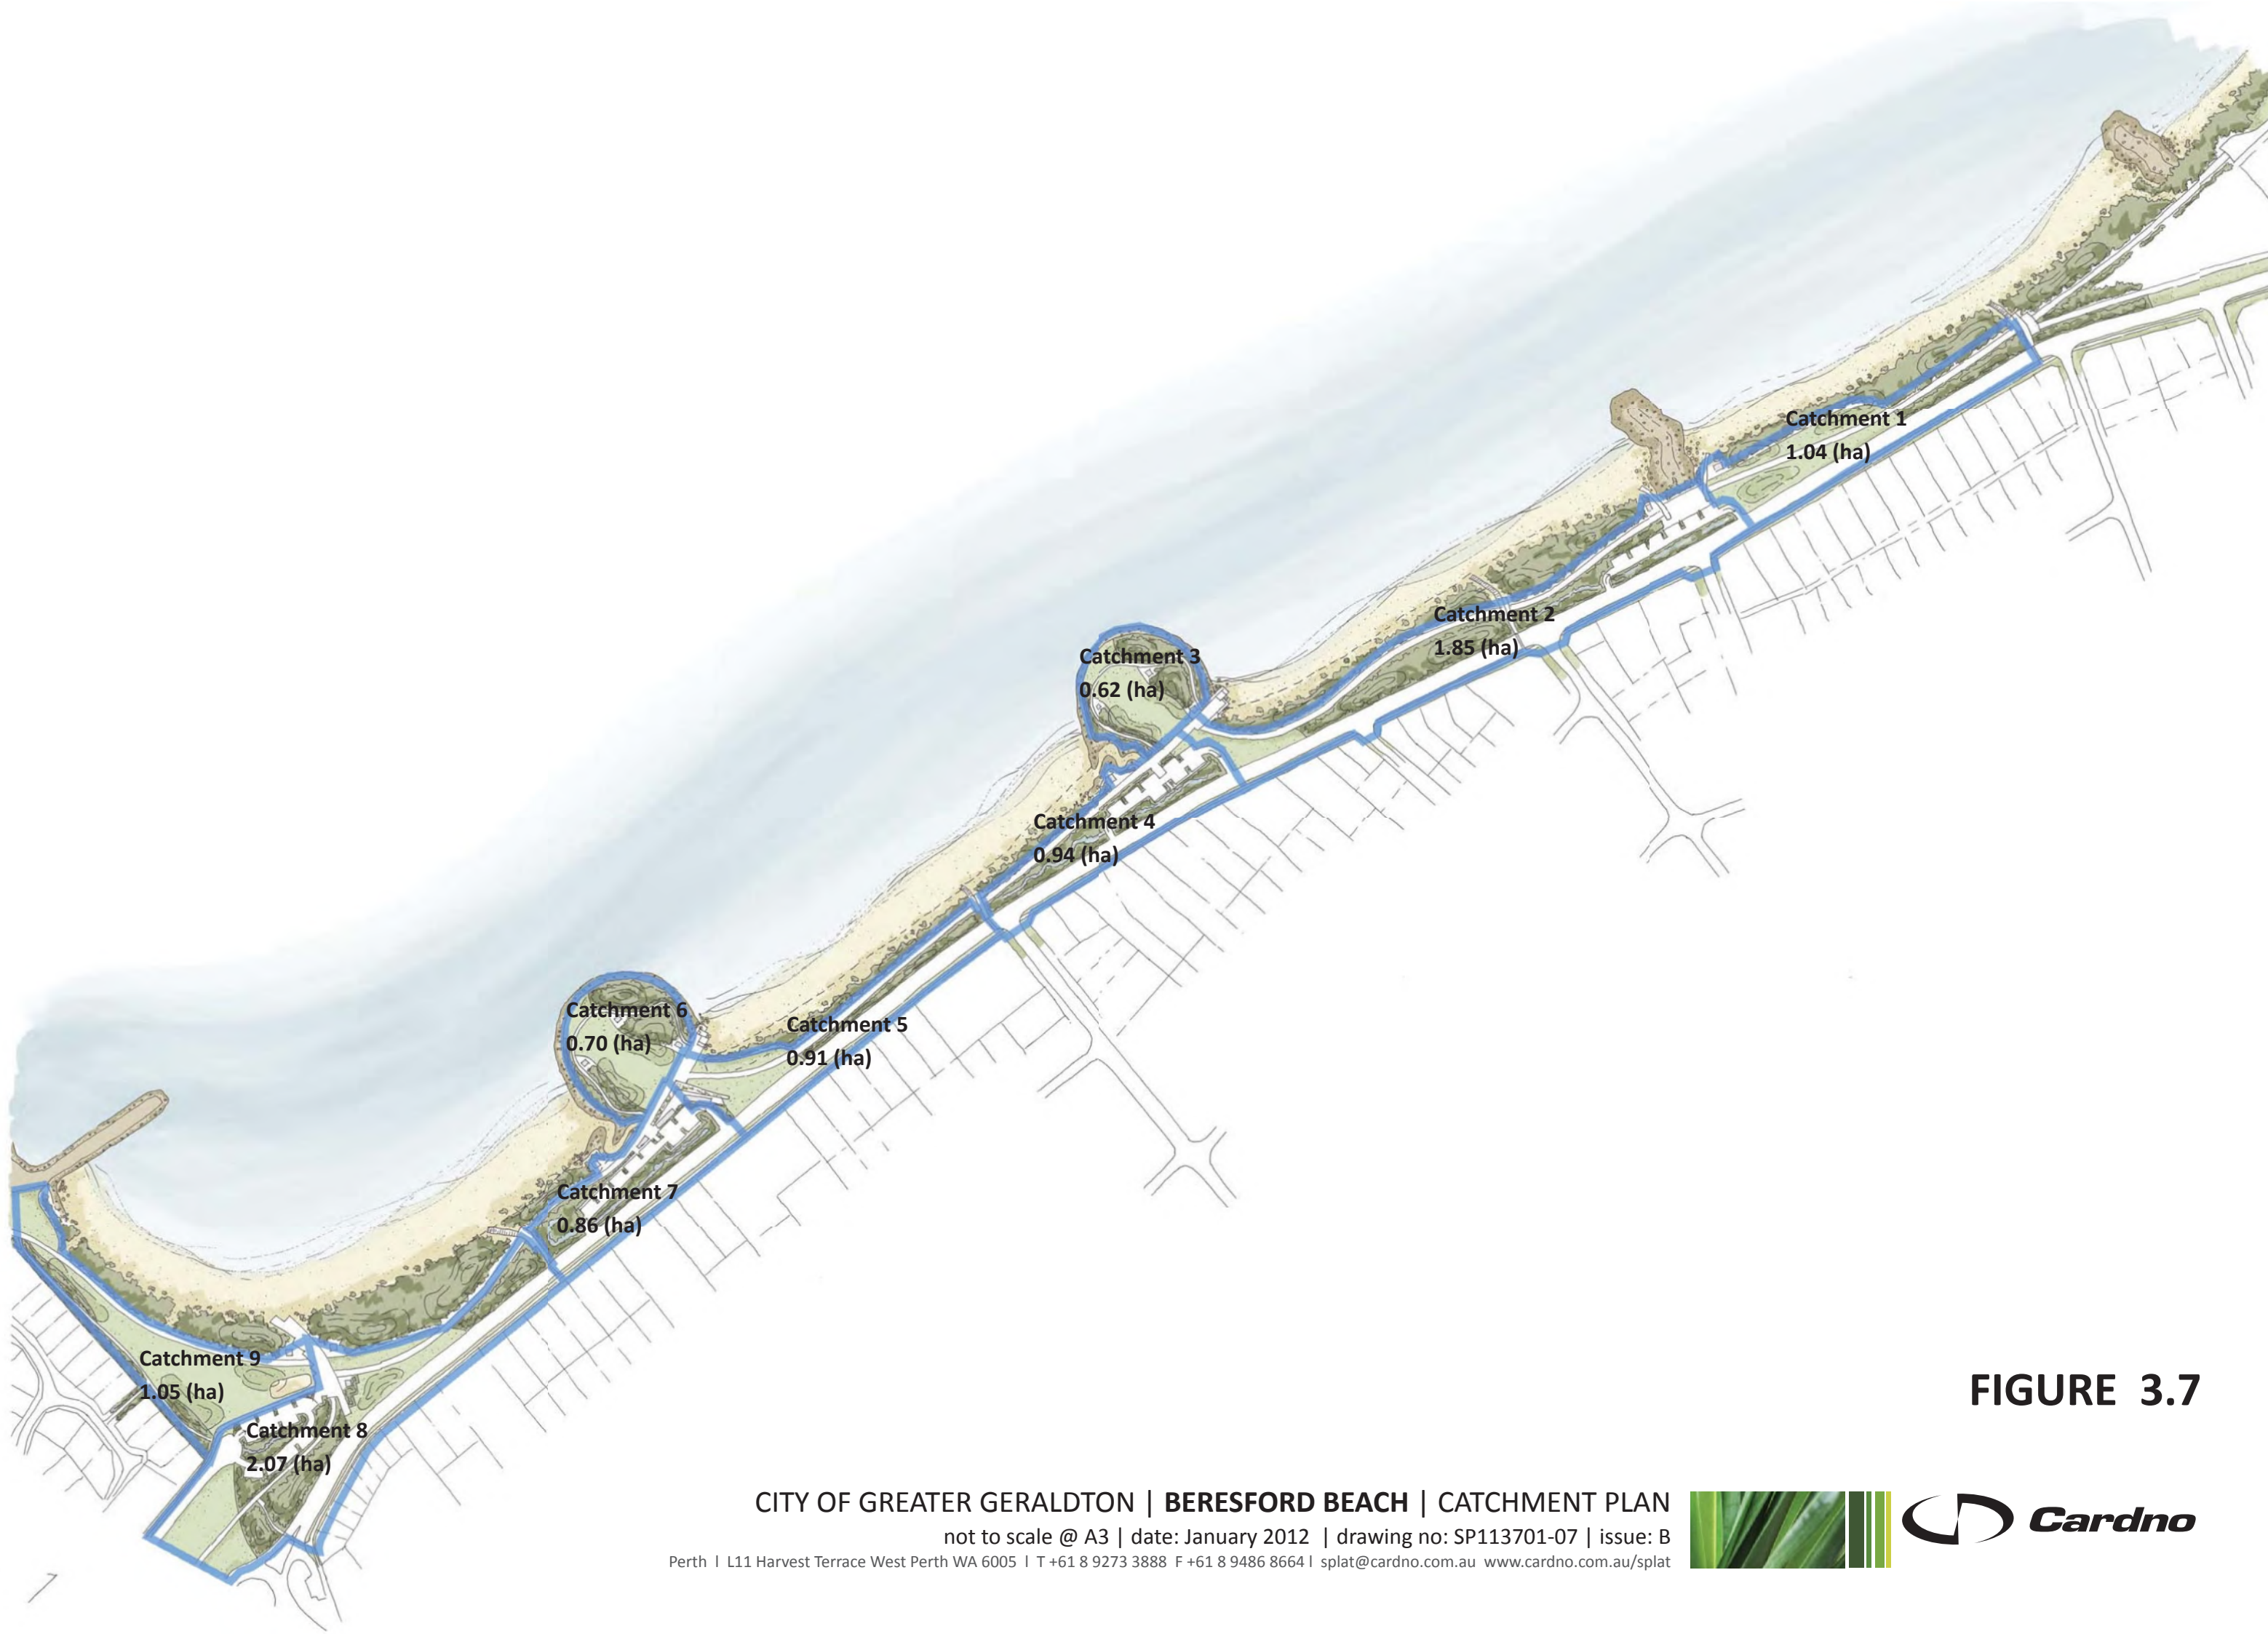 Catchment 1
1.04 (ha)
Catchment 2
1.85 (ha)
Catchment 3
0.62 (ha)
Catchment 4
0.94 (ha)
Catchment 5
0.91 (ha)
Catchment 6
0.70 (ha)
Catchment 7
0.86 (ha)
Catchment 9
1.05 (ha)
Catchment 8
2.07 (ha)
FIGURE 3.7
CITY OF GREATER GERALDTON | BERESFORD BEACH | CATCHMENT PLAN
not to scale @ A3 | date: January 2012 | drawing no: SP113701-07 | issue: B
Perth l L11 Harvest Terrace West Perth WA 6005 l T +61 8 9273 3888 F +61 8 9486 8664 l splat@cardno.com.au www.cardno.com.au/splat
Cardno